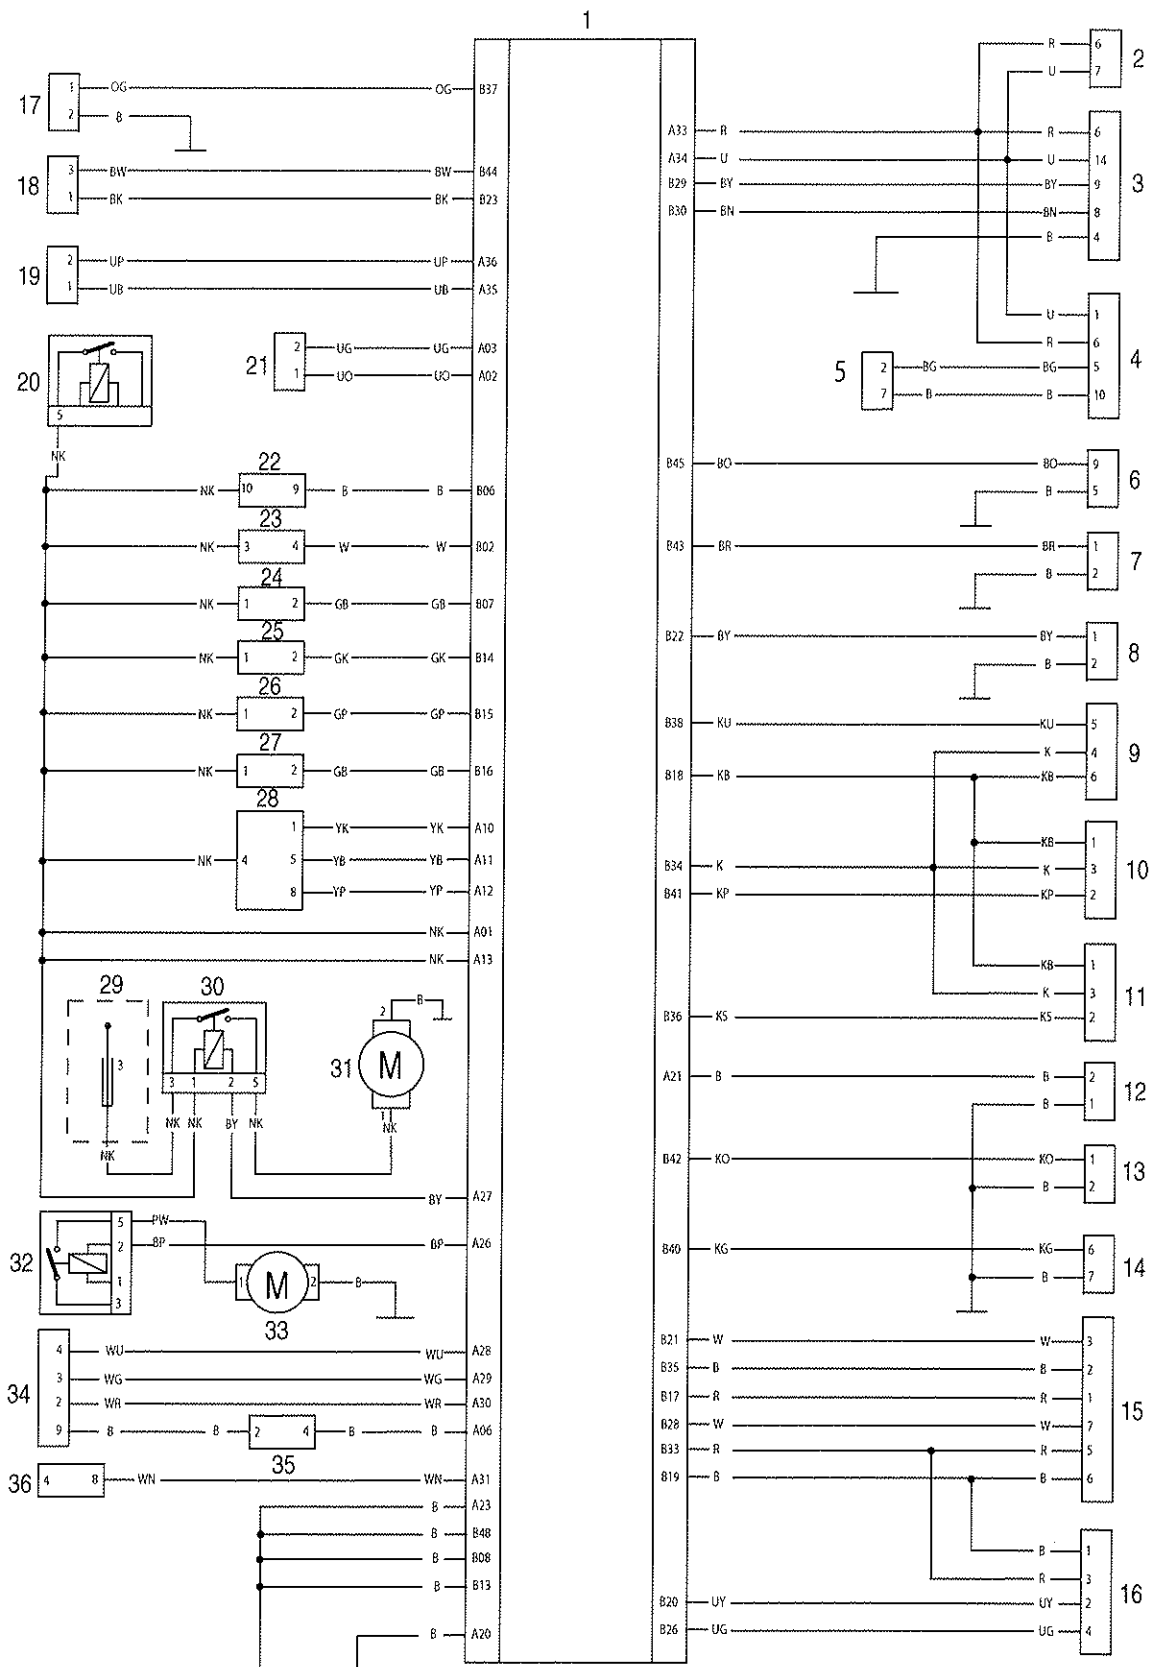 1
17
1 OG OG B37
2 B
18
3 BW BW B44
1 BK BK B23
19
2 UP UP A36
1 UB UB A35
20
5
NK
21
2 UG UG A03
1 UO UO A02
22
NK 10 9 B B B06
23
NK 3 4 W W B02
24
NK 1 2 GB GB B07
25
NK 1 2 GK GK B14
26
NK 1 2 GP GP B15
27
NK 1 2 GB GB B16
28
1 YK YK A10
NK 4 5 YB YB A11
8 YP YP A12
NK A01
NK A13
29
3
NK
30
3 1 2 5
NK NK BY NK
31
2 B
M
1
NK
BY A27
32
5 PW
2 BP BP A26
1
3
33
1 M 2 B
34
4 WU WU A28
3 WG WG A29
2 WR WR A30
9 B B 2 4 B B A06
35
36
4 8 WN WN A31
B A23
B B48
B B08
B B13
B A20
R 6 2
U 7
A33 R R 6
A34 U U 14
B29 BY BY 9 3
B30 BN BN 8
B 4
U 1
R 6 4
5 2 BG BG 5
7 B B 10
B45 BO BO 9
B 5 6
B43 BR BR 1
B 2 7
B22 BY BY 1
B 2 8
B38 KU KU 5
K 4 9
B18 KB KB 6
KB 1
B34 K K 3 10
B41 KP KP 2
KB 1
K 3 11
B36 KS KS 2
A21 B B 2
B 1 12
B42 KO KO 1
B 2 13
B40 KG KG 6
B 7 14
B21 W W 3
B35 B B 2
B17 R R 1
15
B28 W W 7
B33 R R 5
B19 B B 6
B 1
R 3
16
B20 UY UY 2
B26 UG UG 4